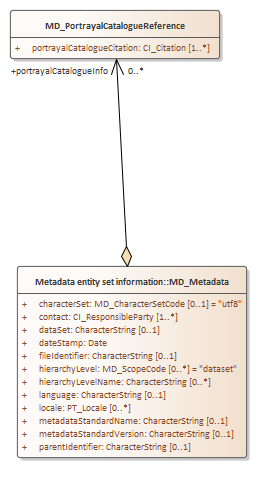 MD_PortrayalCatalogueReference
+ portrayalCatalogueCitation: CI_Citation [1..*]
+portrayalCatalogueInfo 0..*
Metadata entity set information::MD_Metadata
+ characterSet: MD_CharacterSetCode [0..1] = "utf8"
+ contact: CI_ResponsibleParty [1..*]
+ dataSet: CharacterString [0..1]
+ dateStamp: Date
+ fileIdentifier: CharacterString [0..1]
+ hierarchyLevel: MD_ScopeCode [0..*] = "dataset"
+ hierarchyLevelName: CharacterString [0..*]
+ language: CharacterString [0..1]
+ locale: PT_Locale [0..*]
+ metadataStandardName: CharacterString [0..1]
+ metadataStandardVersion: CharacterString [0..1]
+ parentIdentifier: CharacterString [0..1]